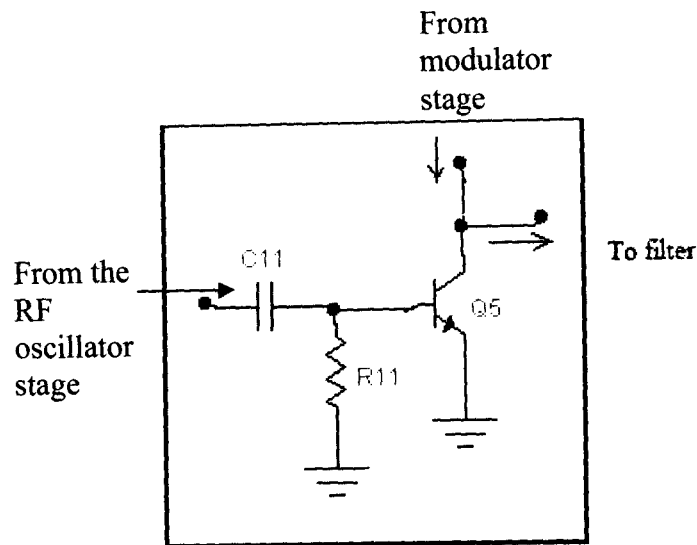 From
modulator
stage
To filter
From the
RF
oscillator
stage
C11
Q5
R11